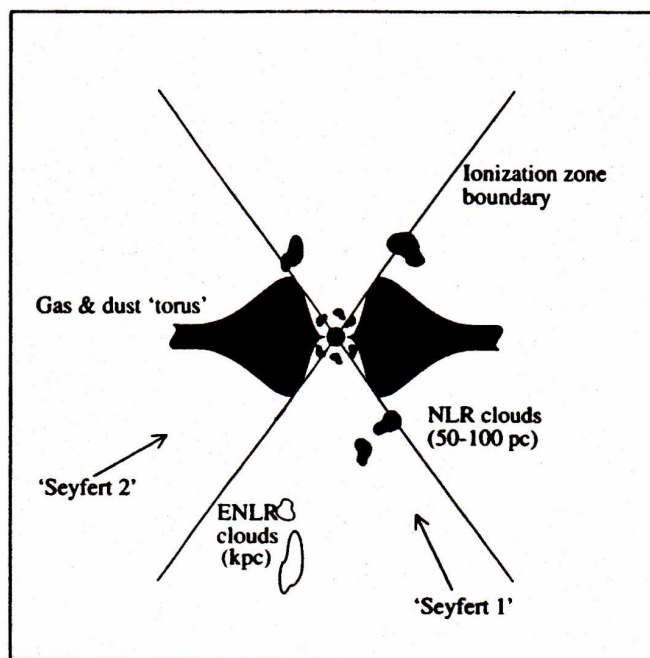 Ionization zone
boundary
Gas & dust 'torus'
NLR clouds
(50-100 pc)
'Seyfert 2'
ENLR
clouds
(kpc)
'Seyfert 1'